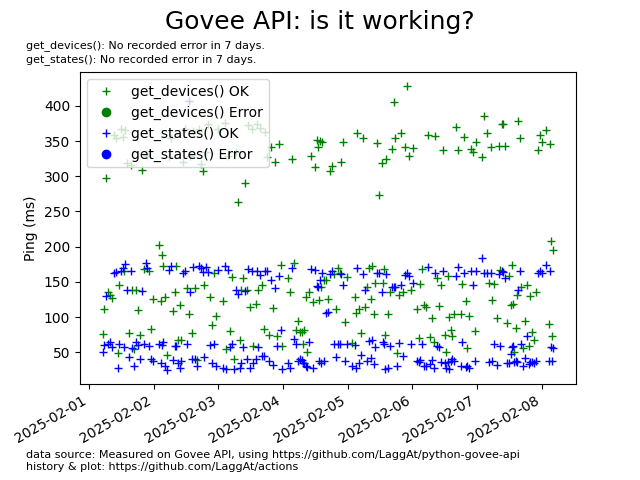 Govee API: is it working?
get_devices(): No recorded error in 7 days.
get_states(): No recorded error in 7 days.
get_devices() OK
get_devices() Error
get_states() OK
get_states() Error
Ping (ms)
400
350
300
250
200
150
100
50
2025-02-01
2025-02-02
2025-02-03
2025-02-04
2025-02-05
2025-02-06
2025-02-07
2025-02-08
data source: Measured on Govee API, using https://github.com/LaggAt/python-govee-api
history & plot: https://github.com/LaggAt/actions